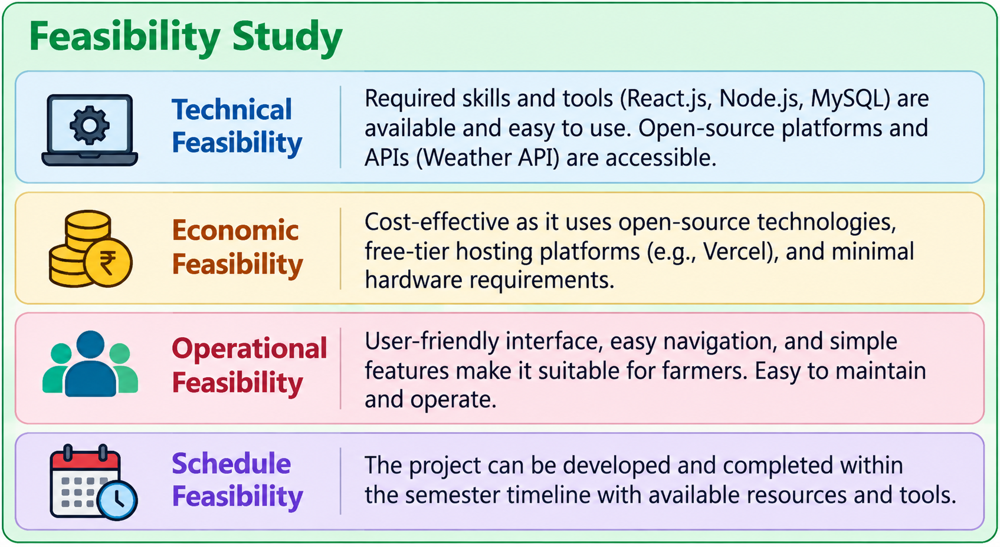 Feasibility Study
Technical
Feasibility
Required skills and tools (React.js, Node.js, MySQL) are
available and easy to use. Open-source platforms and
APIs (Weather API) are accessible.
₹
Economic
Feasibility
Cost-effective as it uses open-source technologies,
free-tier hosting platforms (e.g., Vercel), and minimal
hardware requirements.
Operational
Feasibility
User-friendly interface, easy navigation, and simple
features make it suitable for farmers. Easy to maintain
and operate.
Schedule
Feasibility
The project can be developed and completed within
the semester timeline with available resources and tools.